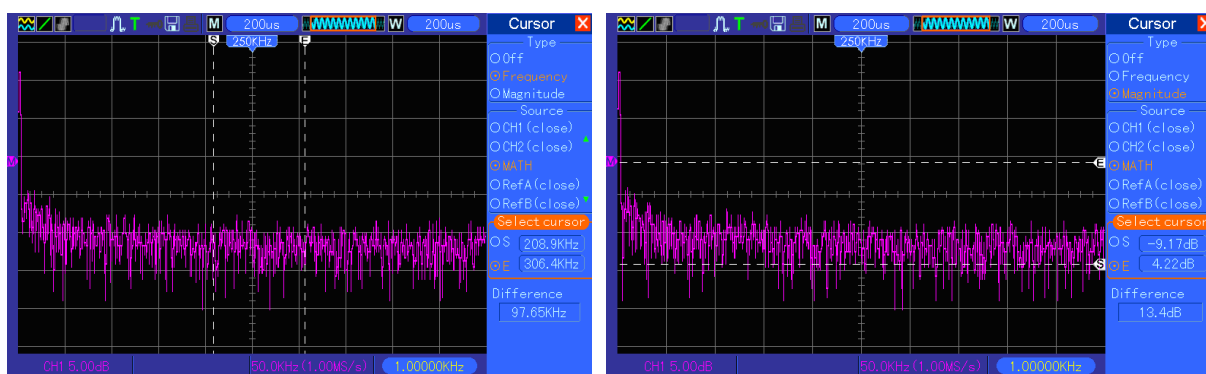 T M 200us W 200us Cursor X
S 250KHz E
Type
Off
Frequency
Magnitude
Source
CH1(close)
CH2(close)
M
MATH
RefA(close)
RefB(close)
Select cursor
S 208.9KHz
E 306.4KHz
Difference
97.65KHz
CH1 5.00dB 50.0KHz(1.00MS/s) 1.00000KHz
T M 200us W 200us Cursor X
250KHz
Type
Off
Frequency
Magnitude
Source
CH1(close)
CH2(close)
M E
MATH
RefA(close)
RefB(close)
Select cursor
S -9.17dB
S
E 4.22dB
Difference
13.4dB
CH1 5.00dB 50.0KHz(1.00MS/s) 1.00000KHz